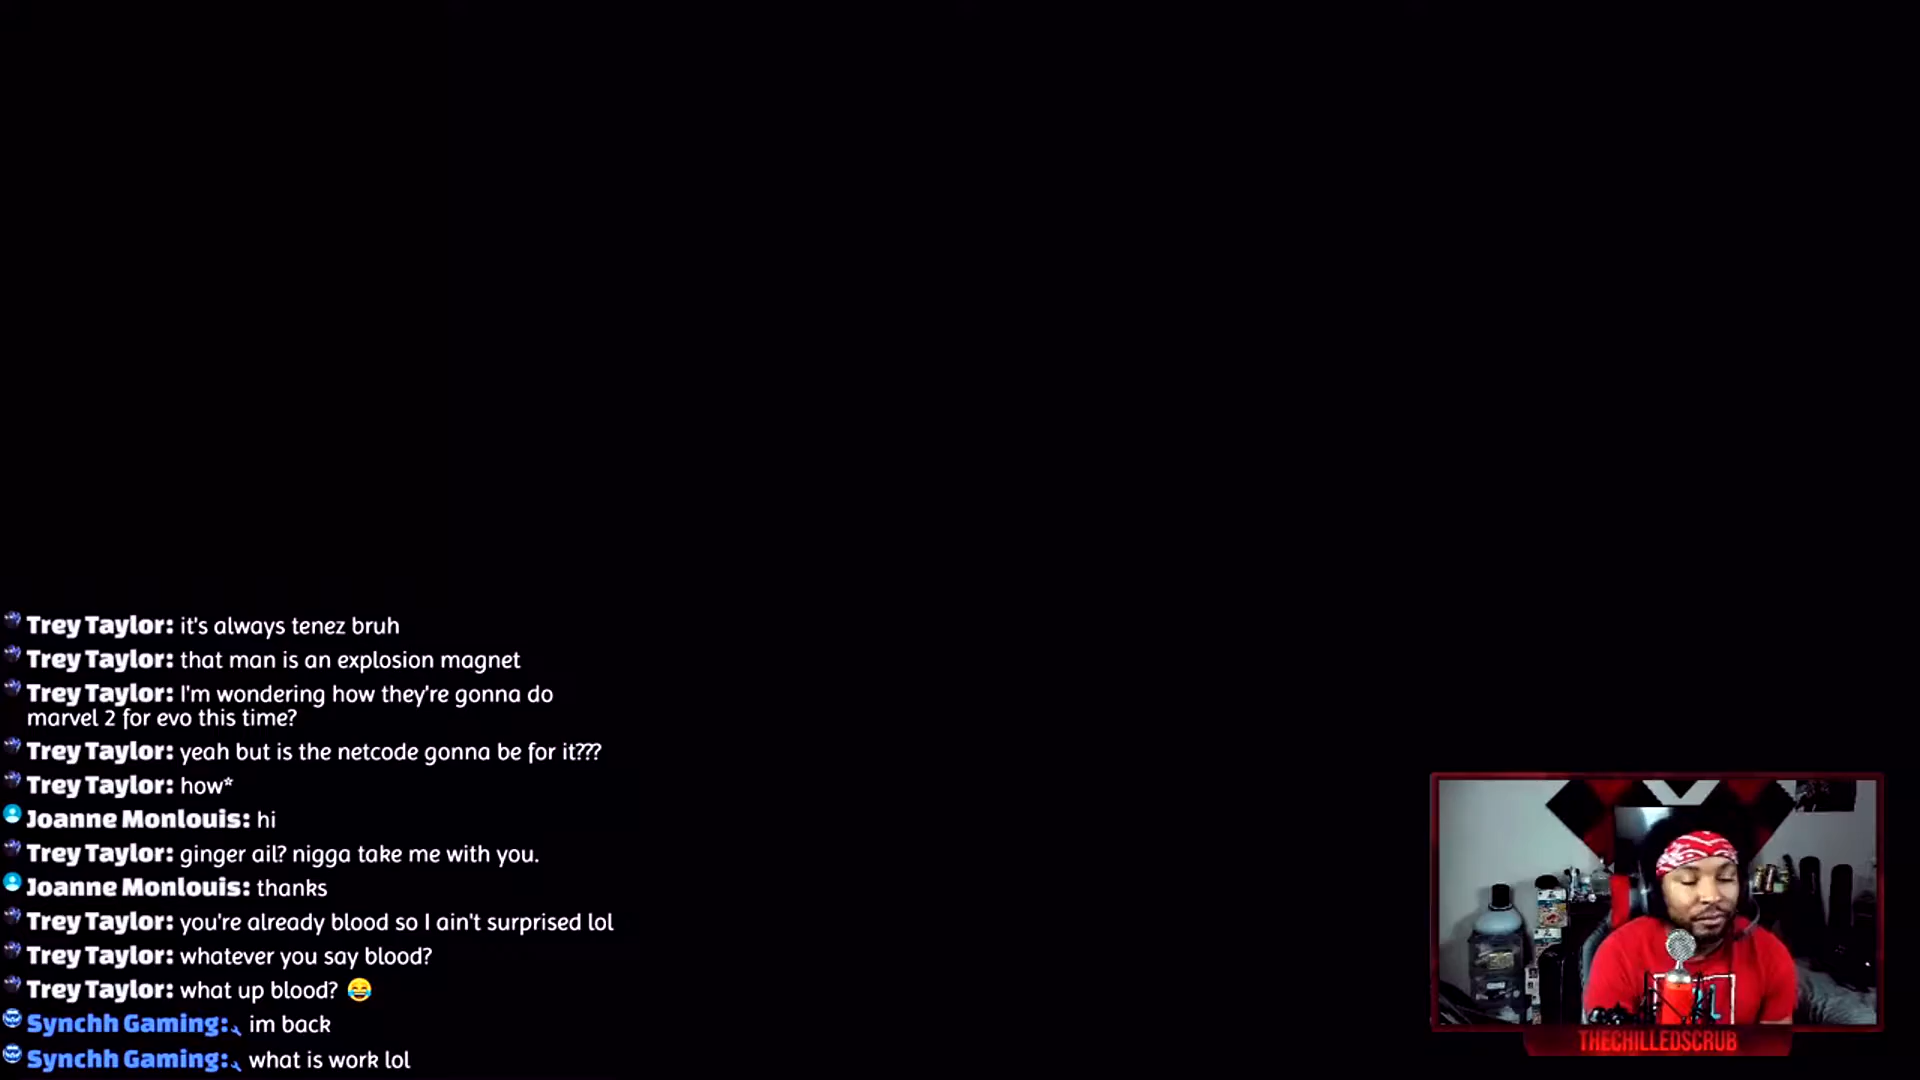 Trey Taylor: it's always tenez bruh
Trey Taylor: that man is an explosion magnet
Trey Taylor: I'm wondering how they're gonna do
marvel 2 for evo this time?
Trey Taylor: yeah but is the netcode gonna be for it???
Trey Taylor: how*
Joanne Monlouis: hi
Trey Taylor: ginger ail? nigga take me with you.
Joanne Monlouis: thanks
Trey Taylor: you're already blood so I ain't surprised lol
Trey Taylor: whatever you say blood?
Trey Taylor: what up blood? 😂
Synchh Gaming: im back
Synchh Gaming: what is work lol
THECHILLEDSCRUB